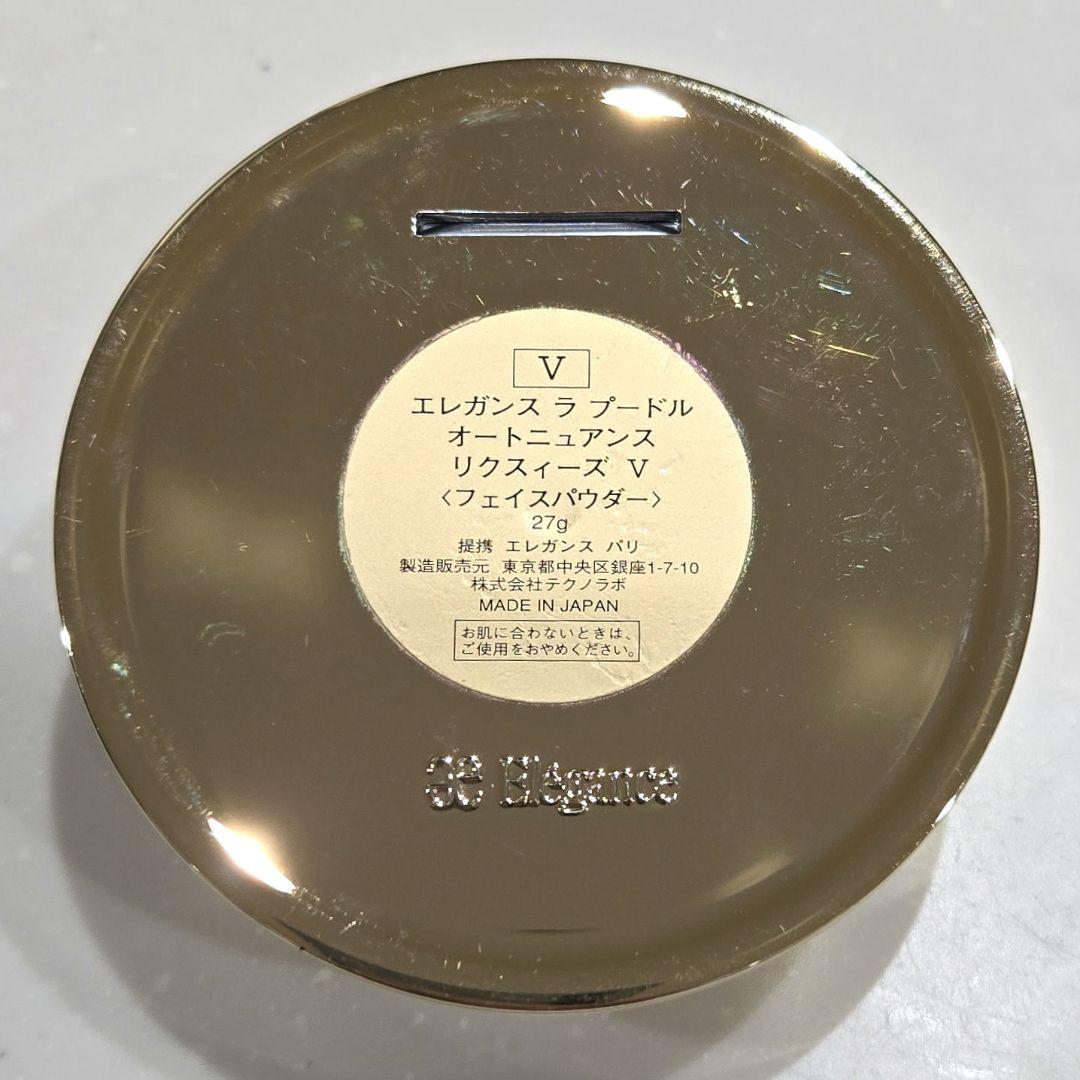 V
エレガンス ラ プードル
オートニュアンス
リクスィーズ V
〈フェイスパウダー〉
27g
提携 エレガンス パリ
製造販売元 東京都中央区銀座1-7-10
株式会社テクノラボ
MADE IN JAPAN
お肌に合わないときは、
ご使用をおやめください。
Elégance